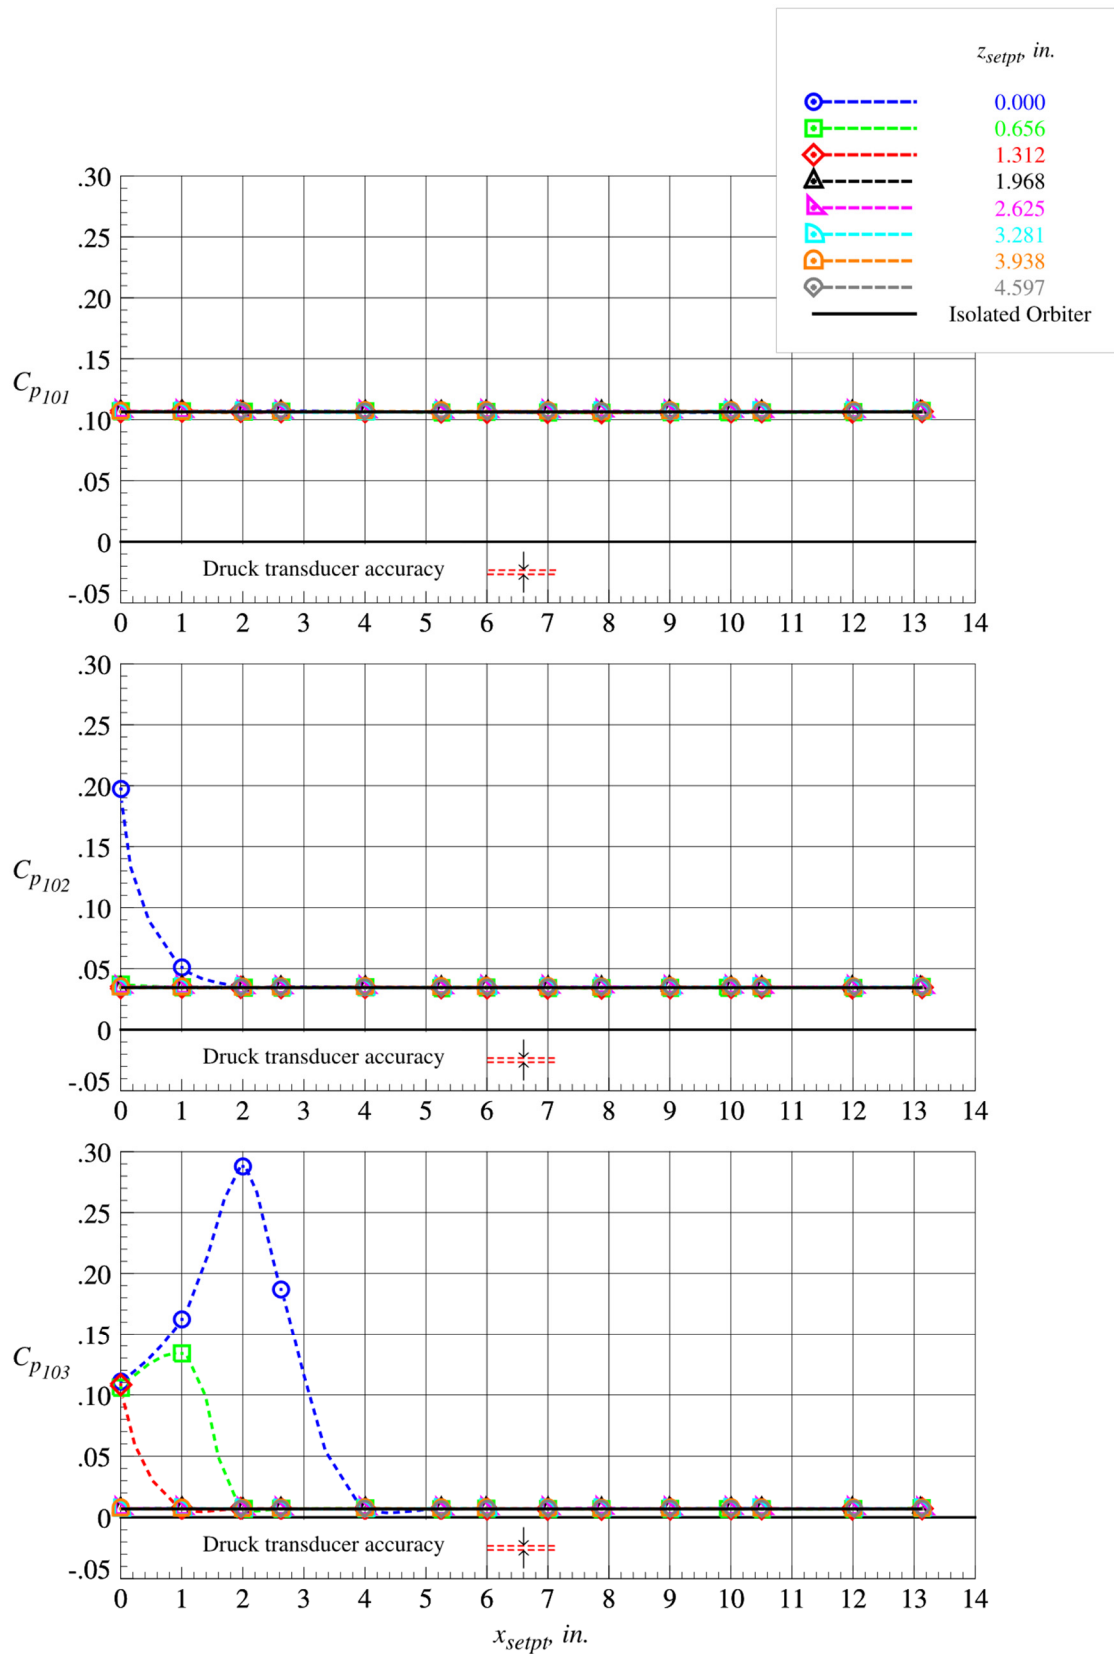 z_setpt, in.
0.000
0.656
1.312
1.968
2.625
3.281
3.938
4.597
Isolated Orbiter
.30
.25
.20
.15
C_p_101
.10
.05
0
Druck transducer accuracy
-.05
0 1 2 3 4 5 6 7 8 9 10 11 12 13 14
.30
.25
.20
.15
C_p_102
.10
.05
0
Druck transducer accuracy
-.05
0 1 2 3 4 5 6 7 8 9 10 11 12 13 14
.30
.25
.20
.15
C_p_103
.10
.05
0
Druck transducer accuracy
-.05
0 1 2 3 4 5 6 7 8 9 10 11 12 13 14
x_setpt, in.